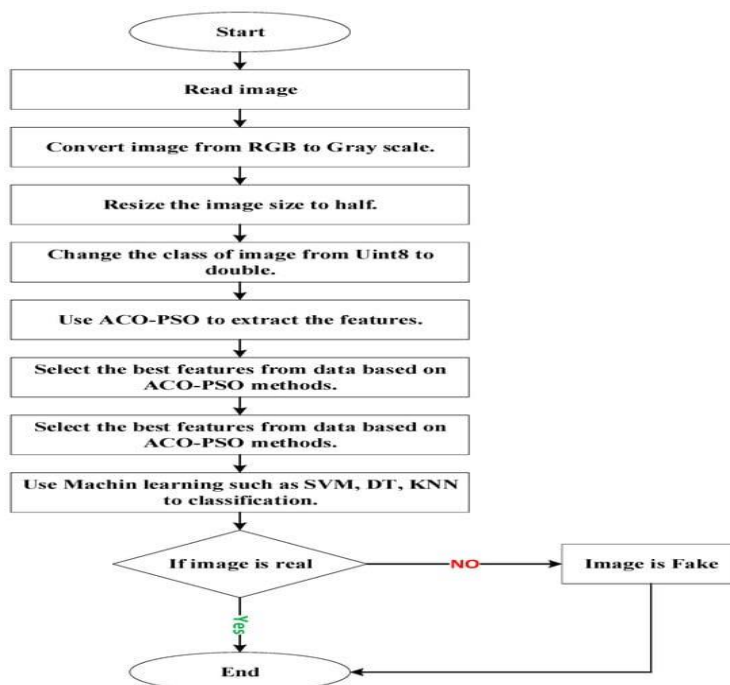 Start
Read image
Convert image from RGB to Gray scale.
Resize the image size to half.
Change the class of image from Uint8 to
double.
Use ACO-PSO to extract the features.
Select the best features from data based on
ACO-PSO methods.
Select the best features from data based on
ACO-PSO methods.
Use Machin learning such as SVM, DT, KNN
to classification.
If image is real
NO
Image is Fake
Yes
End